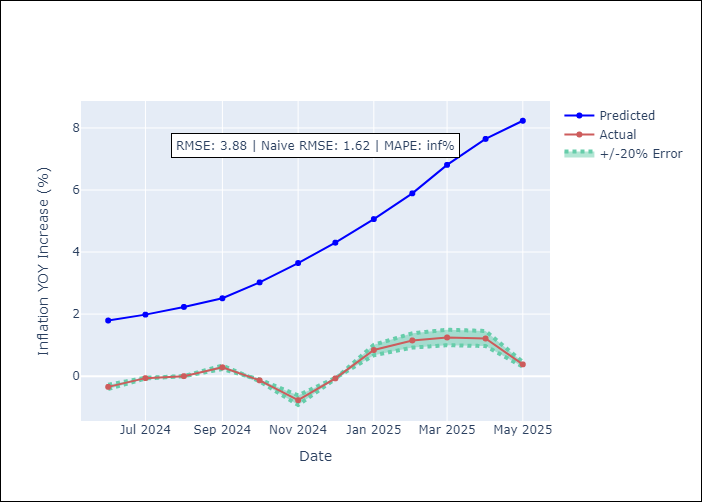 RMSE: 3.88 | Naive RMSE: 1.62 | MAPE: inf%
Predicted
Actual
+/-20% Error
Inflation YOY Increase (%)
8
6
4
2
0
Jul 2024
Sep 2024
Nov 2024
Jan 2025
Mar 2025
May 2025
Date